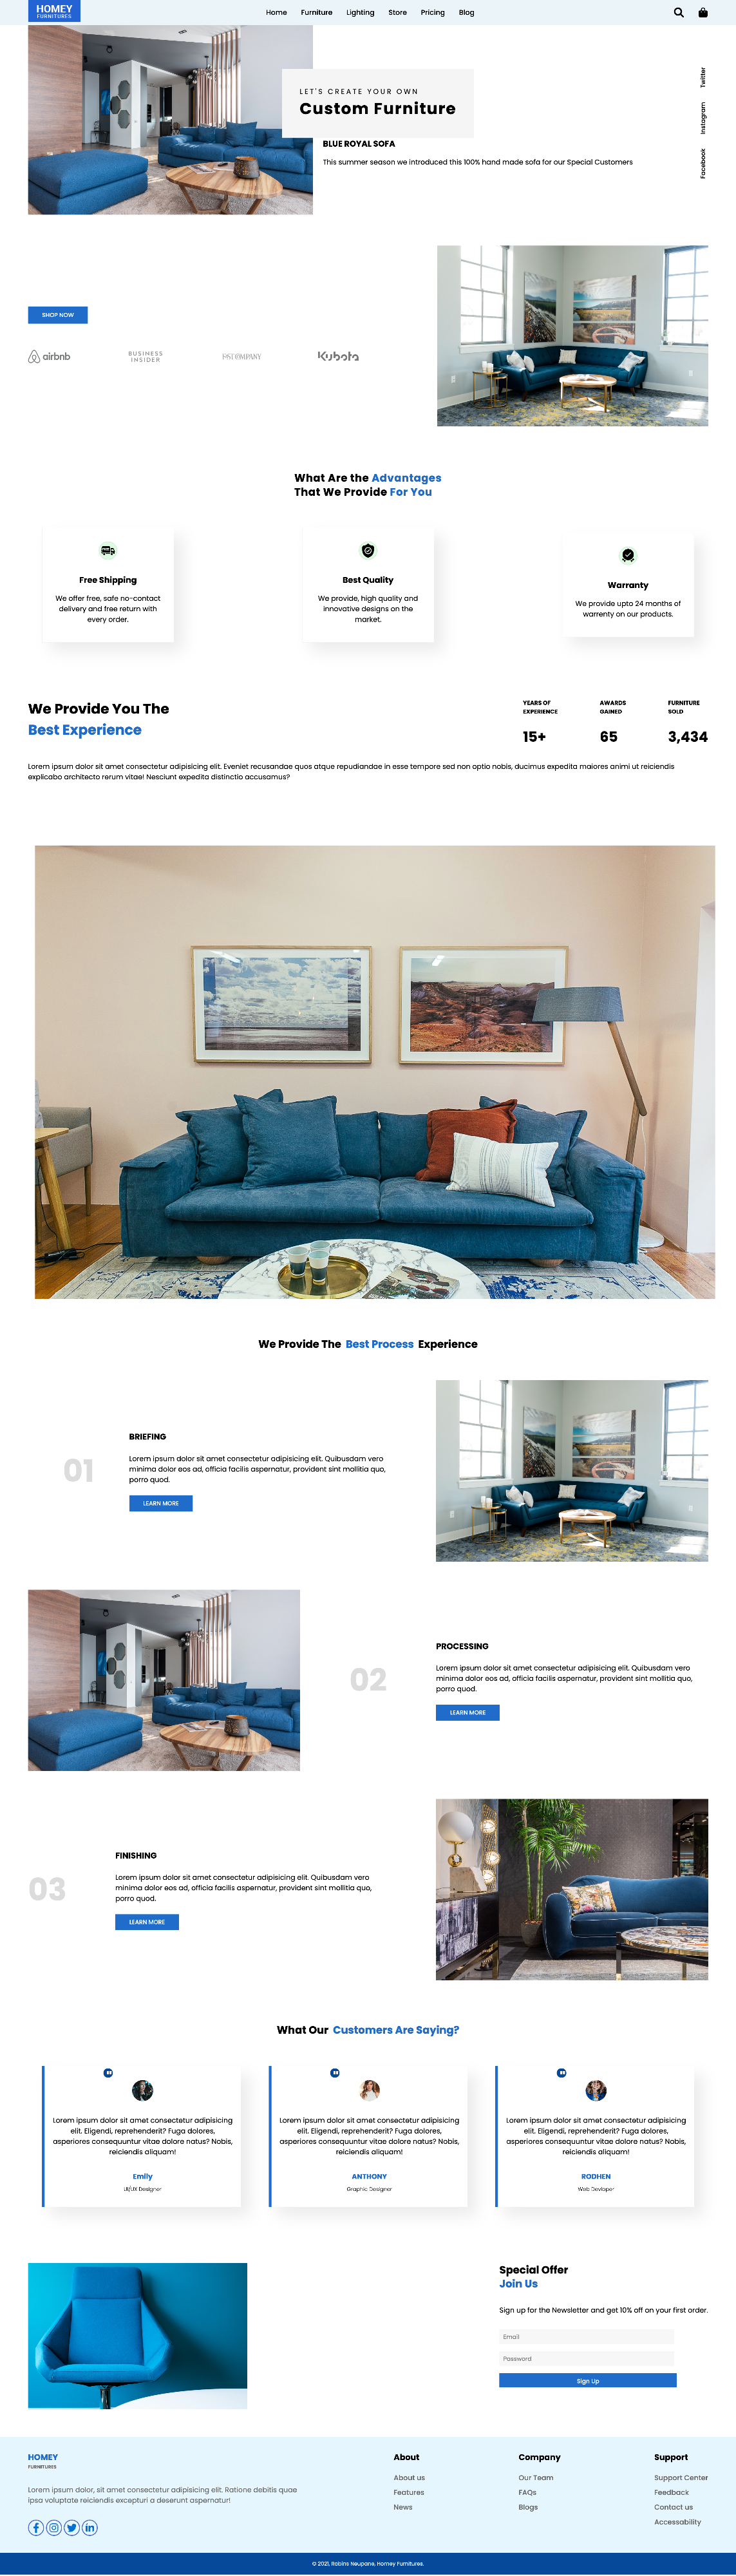 HOMEY
FURNITURES
Home Furniture Lighting Store Pricing Blog
LET'S CREATE YOUR OWN
Custom Furniture
Twitter
Instagram
Facebook
BLUE ROYAL SOFA
This summer season we introduced this 100% hand made sofa for our Special Customers
SHOP NOW
airbnb
BUSINESS
INSIDER
Kubota
What Are the Advantages
That We Provide For You
Free Shipping
We offer free, safe no-contact
delivery and free return with
every order.
Best Quality
We provide, high quality and
innovative designs on the
market.
Warranty
We provide upto 24 months of
warrenty on our products.
We Provide You The
Best Experience
YEARS OF
EXPERIENCE
15+
AWARDS
GAINED
65
FURNITURE
SOLD
3,434
Lorem ipsum dolor sit amet consectetur adipisicing elit. Eveniet recusandae quos atque repudiandae in esse tempore sed non optio nobis, ducimus expedita maiores animi ut reiciendis
explicabo architecto rerum vitae! Nesciunt expedita distinctio accusamus?
We Provide The Best Process Experience
01
BRIEFING
Lorem ipsum dolor sit amet consectetur adipisicing elit. Quibusdam vero
minima dolor eos ad, officia facilis aspernatur, provident sint mollitia quo,
porro quod.
LEARN MORE
02
PROCESSING
Lorem ipsum dolor sit amet consectetur adipisicing elit. Quibusdam vero
minima dolor eos ad, officia facilis aspernatur, provident sint mollitia quo,
porro quod.
LEARN MORE
03
FINISHING
Lorem ipsum dolor sit amet consectetur adipisicing elit. Quibusdam vero
minima dolor eos ad, officia facilis aspernatur, provident sint mollitia quo,
porro quod.
LEARN MORE
What Our Customers Are Saying?
Lorem ipsum dolor sit amet consectetur adipisicing
elit. Eligendi, reprehenderit? Fuga dolores,
asperiores consequuntur vitae dolore natus? Nobis,
reiciendis aliquam!
Emily
UI/UX Designer
Lorem ipsum dolor sit amet consectetur adipisicing
elit. Eligendi, reprehenderit? Fuga dolores,
asperiores consequuntur vitae dolore natus? Nobis,
reiciendis aliquam!
ANTHONY
Graphic Designer
Lorem ipsum dolor sit amet consectetur adipisicing
elit. Eligendi, reprehenderit? Fuga dolores,
asperiores consequuntur vitae dolore natus? Nobis,
reiciendis aliquam!
RODHEN
Web Devloper
Special Offer
Join Us
Sign up for the Newsletter and get 10% off on your first order.
Email
Password
Sign Up
HOMEY
FURNITURES
Lorem ipsum dolor, sit amet consectetur adipisicing elit. Ratione debitis quae
ipsa voluptate reiciendis excepturi a deserunt aspernatur!
About
About us
Features
News
Company
Our Team
FAQs
Blogs
Support
Support Center
Feedback
Contact us
Accessability
© 2021, Robins Neupane, Homey Furnitures.